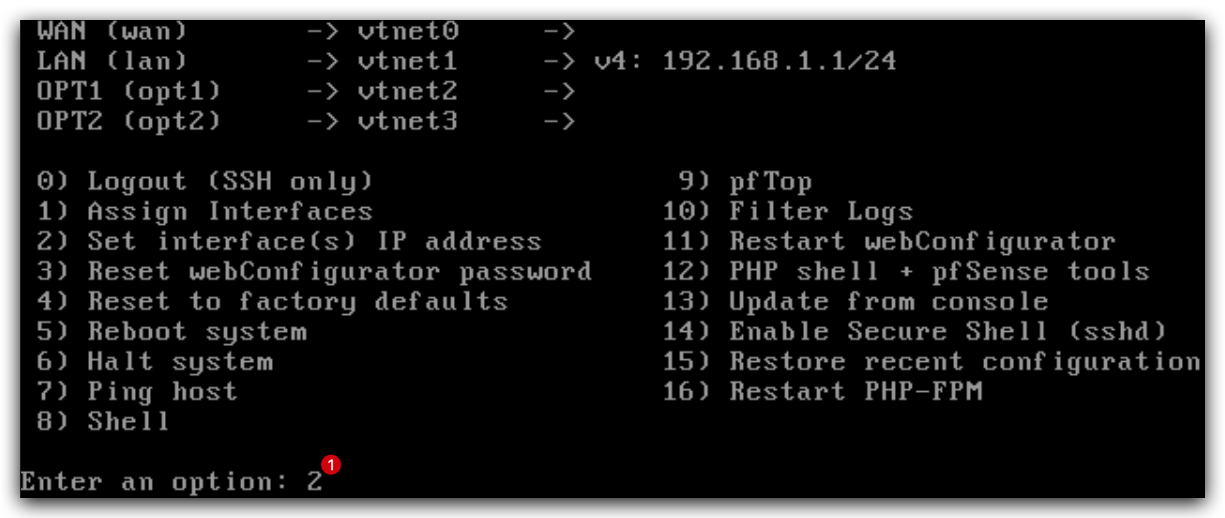 WAN (wan)       -> vtnet0     ->
LAN (lan)       -> vtnet1     -> v4: 192.168.1.1/24
OPT1 (opt1)     -> vtnet2     ->
OPT2 (opt2)     -> vtnet3     ->
0) Logout (SSH only)                  9) pfTop
1) Assign Interfaces                 10) Filter Logs
2) Set interface(s) IP address       11) Restart webConfigurator
3) Reset webConfigurator password    12) PHP shell + pfSense tools
4) Reset to factory defaults         13) Update from console
5) Reboot system                     14) Enable Secure Shell (sshd)
6) Halt system                       15) Restore recent configuration
7) Ping host                         16) Restart PHP-FPM
8) Shell
Enter an option: 2 1